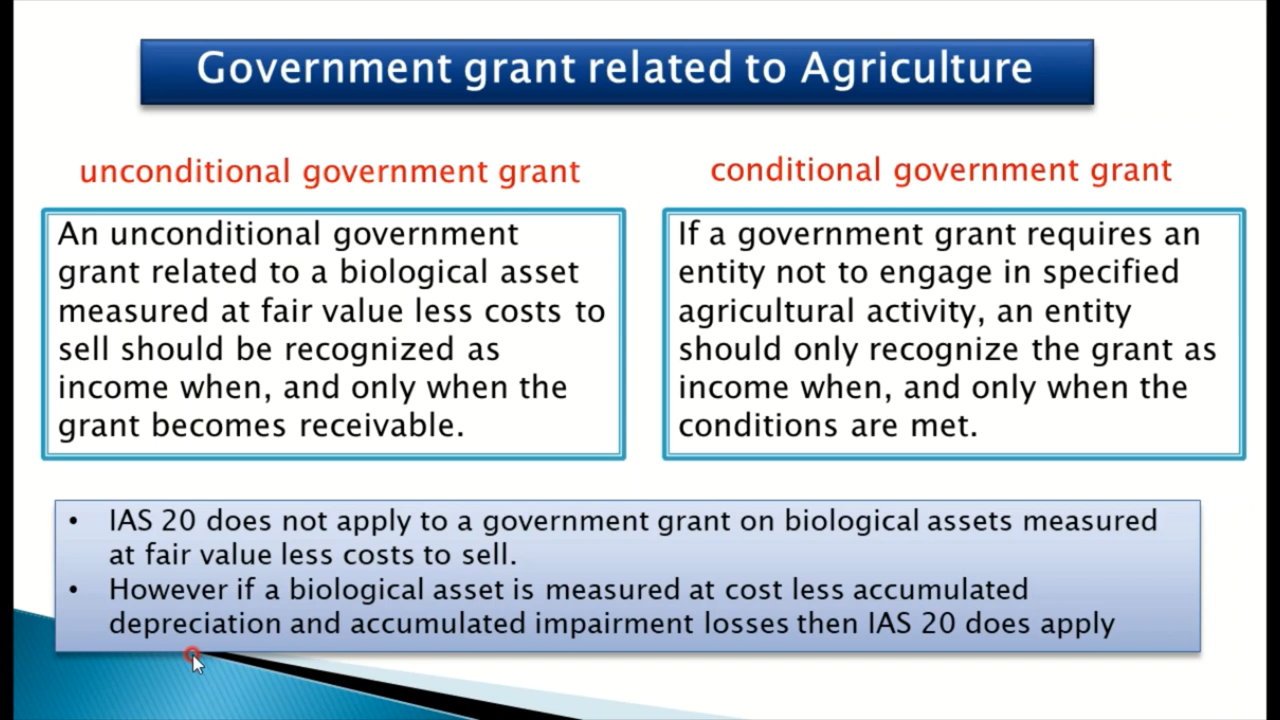 Government grant related to Agriculture
unconditional government grant
An unconditional government
grant related to a biological asset
measured at fair value less costs to
sell should be recognized as
income when, and only when the
grant becomes receivable.
conditional government grant
If a government grant requires an
entity not to engage in specified
agricultural activity, an entity
should only recognize the grant as
income when, and only when the
conditions are met.
• IAS 20 does not apply to a government grant on biological assets measured
at fair value less costs to sell.
• However if a biological asset is measured at cost less accumulated
depreciation and accumulated impairment losses then IAS 20 does apply